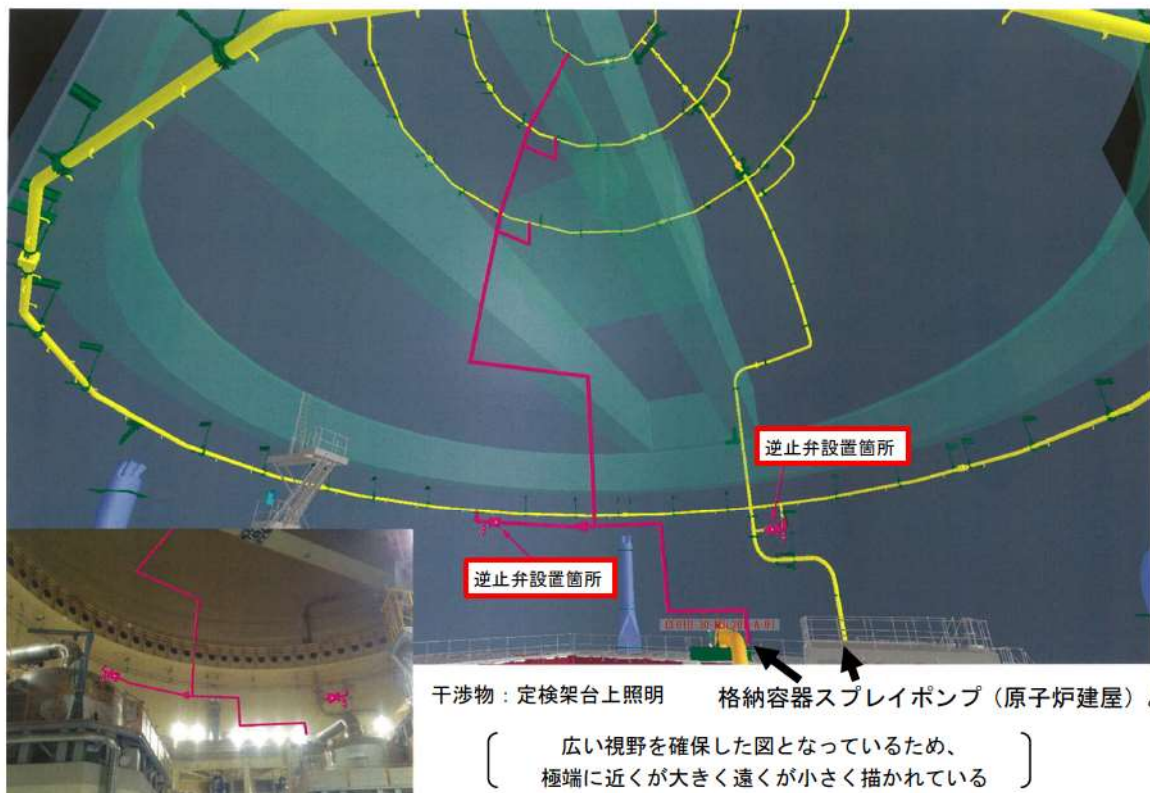 逆止弁設置箇所
逆止弁設置箇所
干渉物：定検架台上照明
格納容器スプレイポンプ（原子炉建屋）
広い視野を確保した図となっているため、
極端に近くが大きく遠くが小さく描かれている